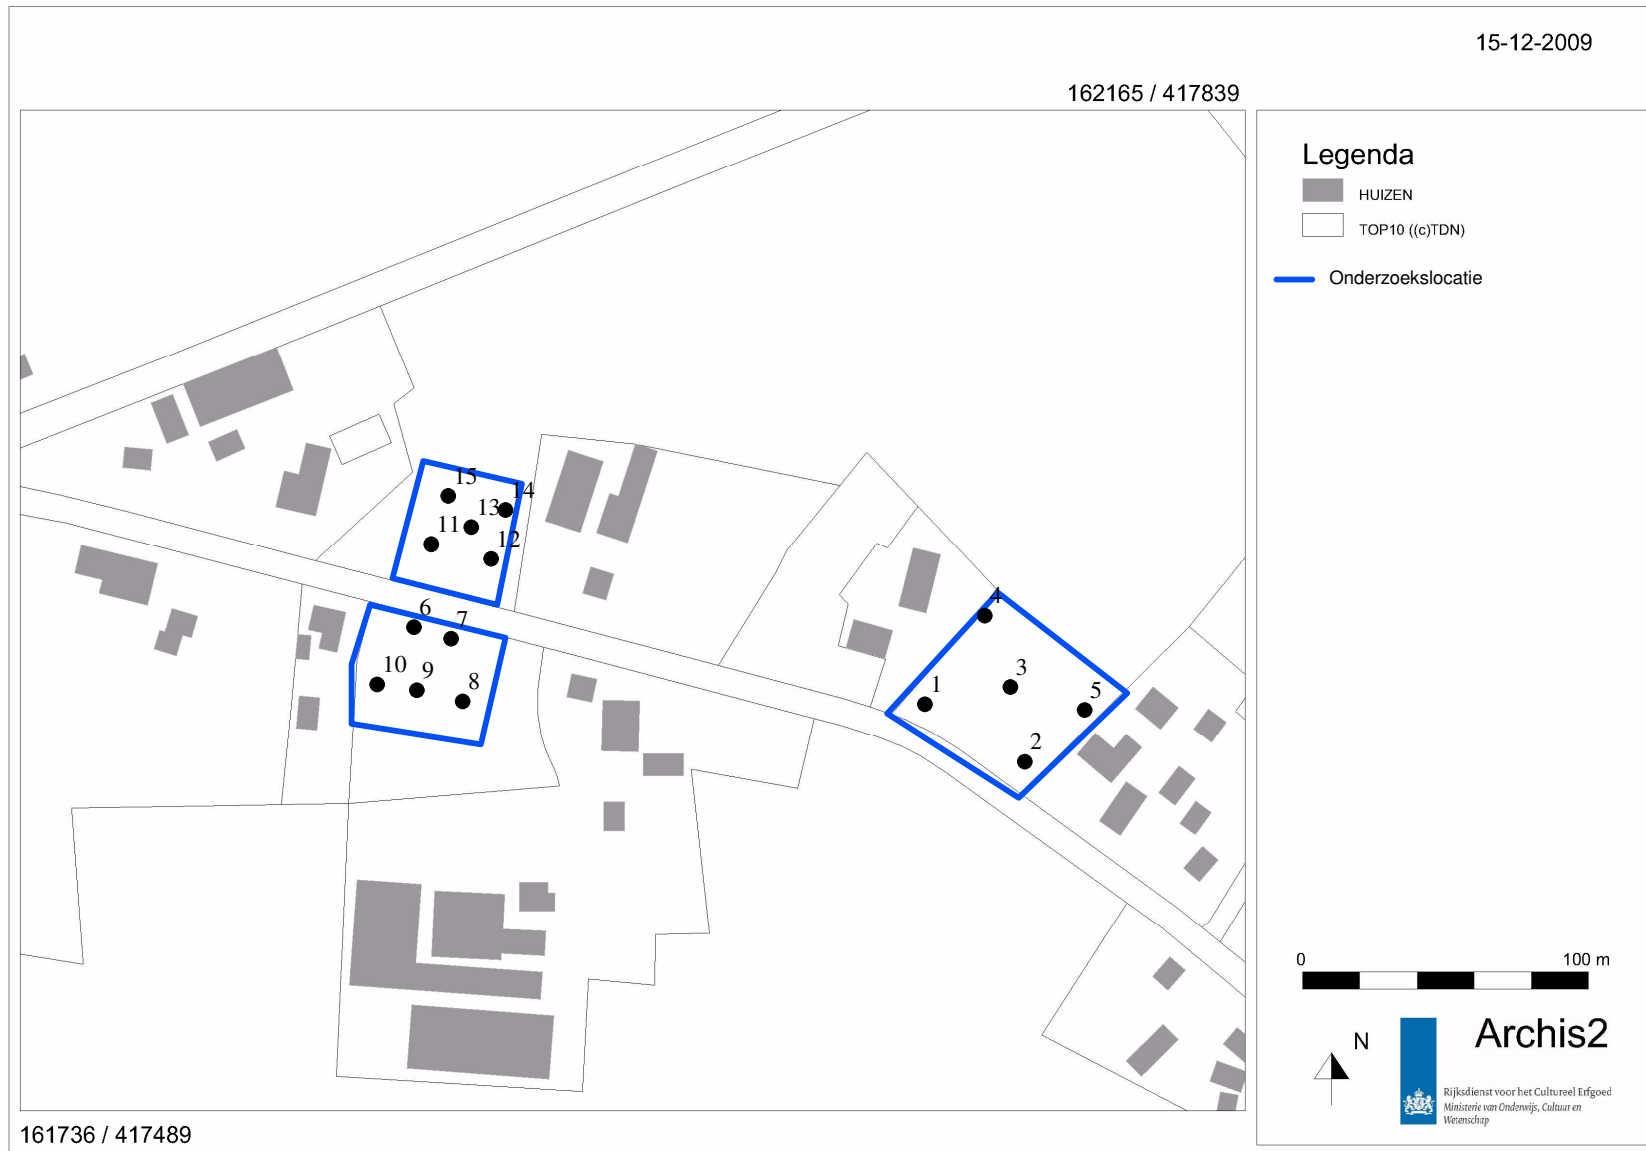 15-12-2009
162165 / 417839
Legenda
HUIZEN
TOP10 ((c)TDN)
Onderzoekslocatie
15
14
13
11
12
6
7
10
9
8
4
3
1
5
2
0
100 m
N
Archis2
Rijksdienst voor het Cultureel Erfgoed
Ministerie van Onderwijs, Cultuur en
Wetenschap
161736 / 417489